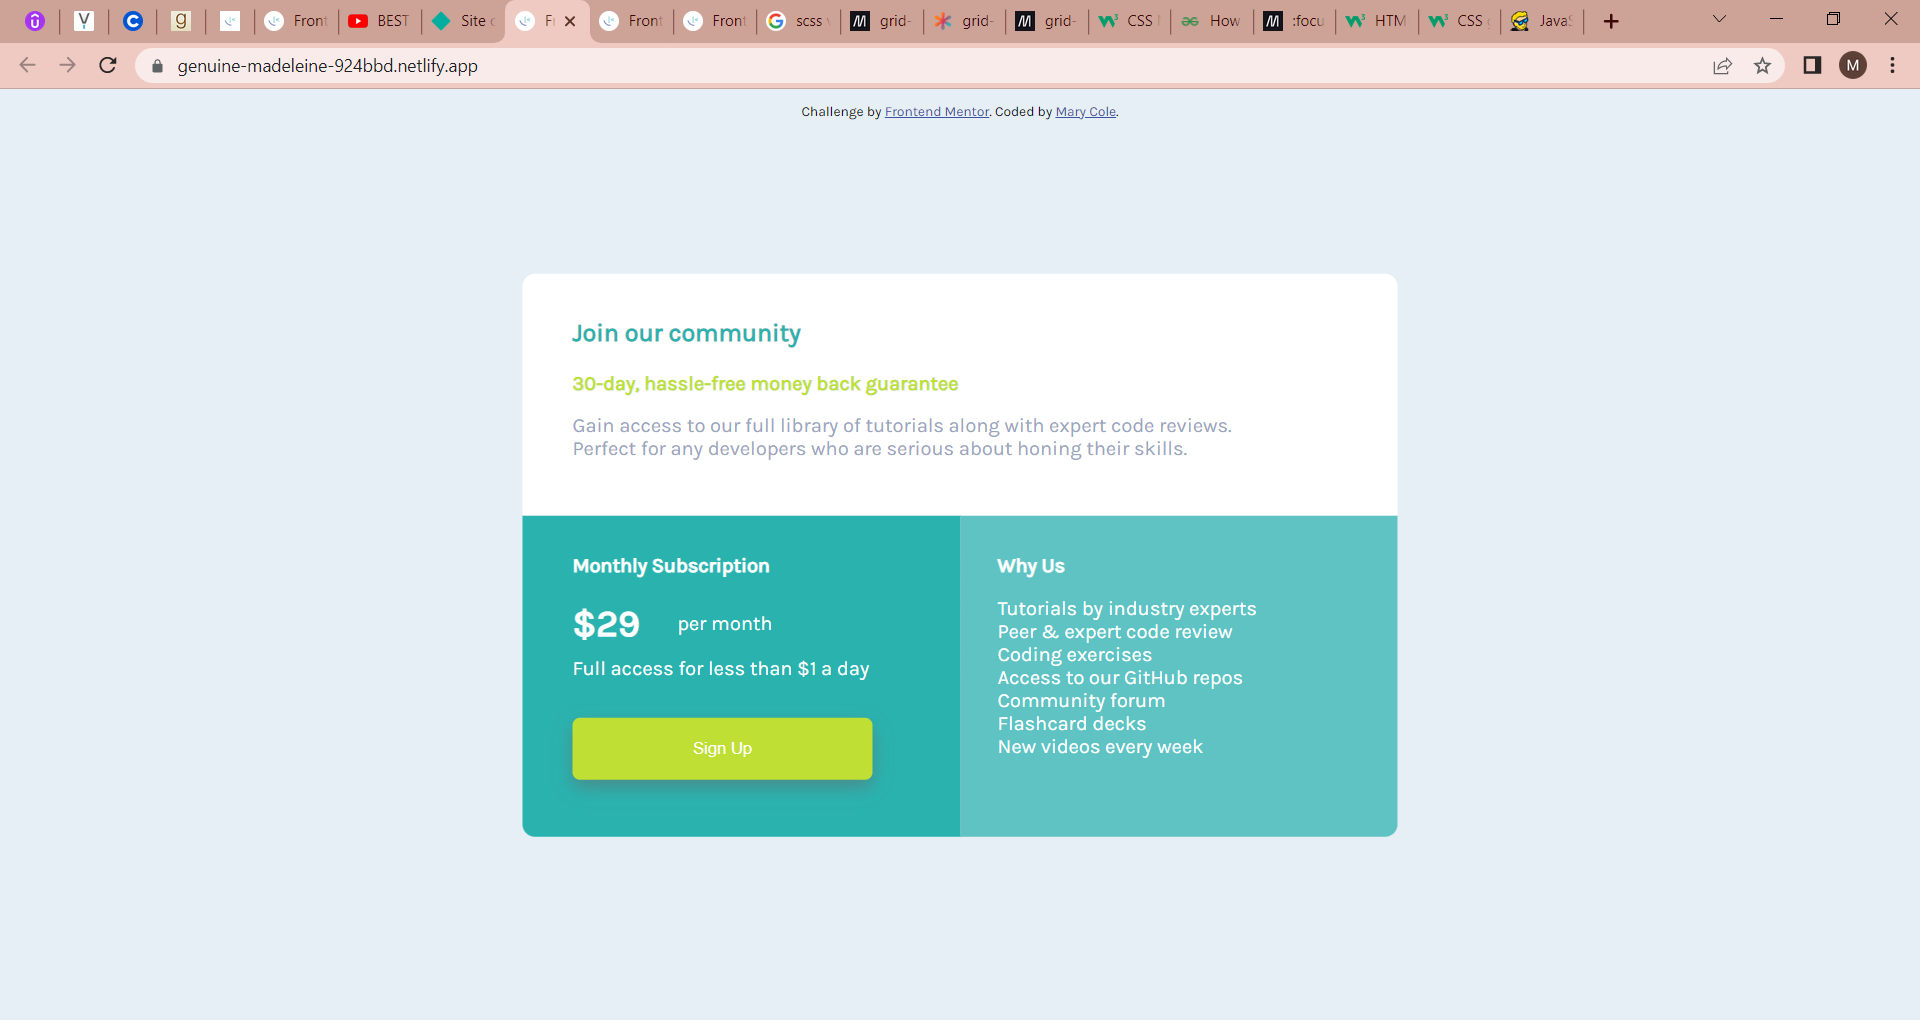 Front
BEST
Site
Fr
Front
Front
scss
grid-
grid-
grid-
CSS
How
:focu
HTM
CSS
Java
genuine-madeleine-924bbd.netlify.app
M
Challenge by Frontend Mentor. Coded by Mary Cole.
Join our community
30-day, hassle-free money back guarantee
Gain access to our full library of tutorials along with expert code reviews.
Perfect for any developers who are serious about honing their skills.
Monthly Subscription
$29 per month
Full access for less than $1 a day
Sign Up
Why Us
Tutorials by industry experts
Peer & expert code review
Coding exercises
Access to our GitHub repos
Community forum
Flashcard decks
New videos every week